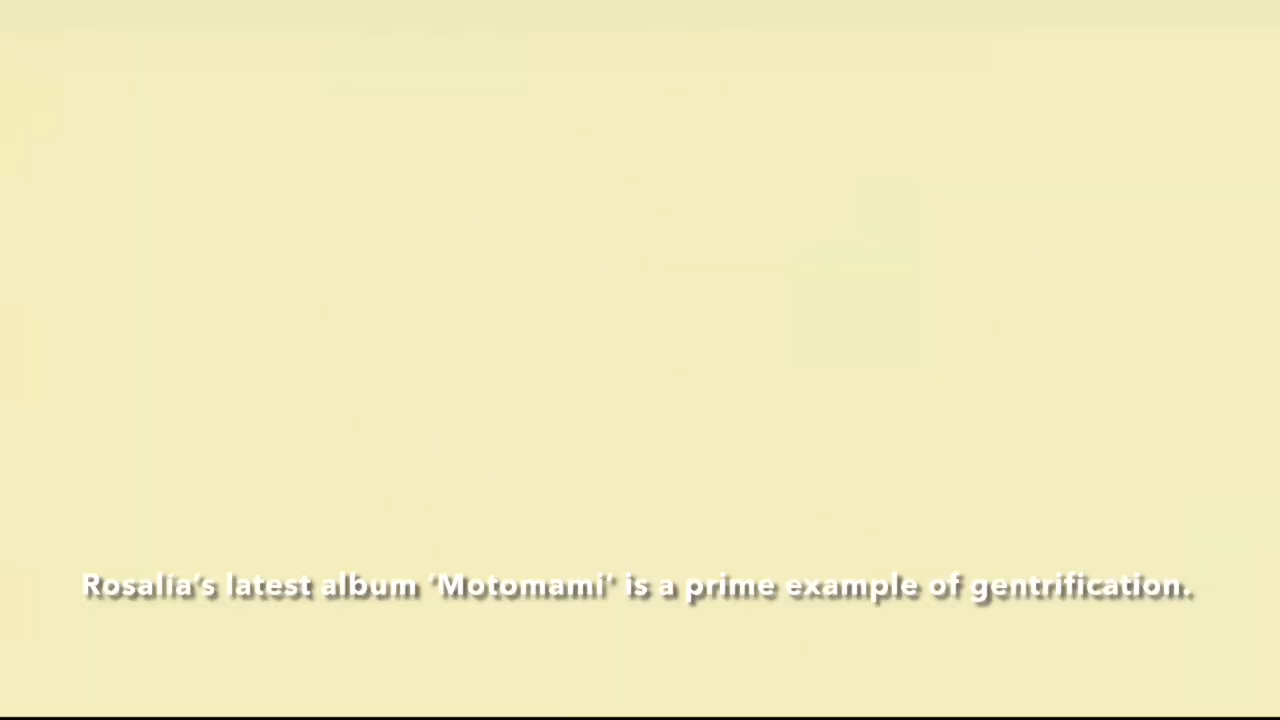 Rosalía’s latest album ‘Motomami’ is a prime example of gentrification.